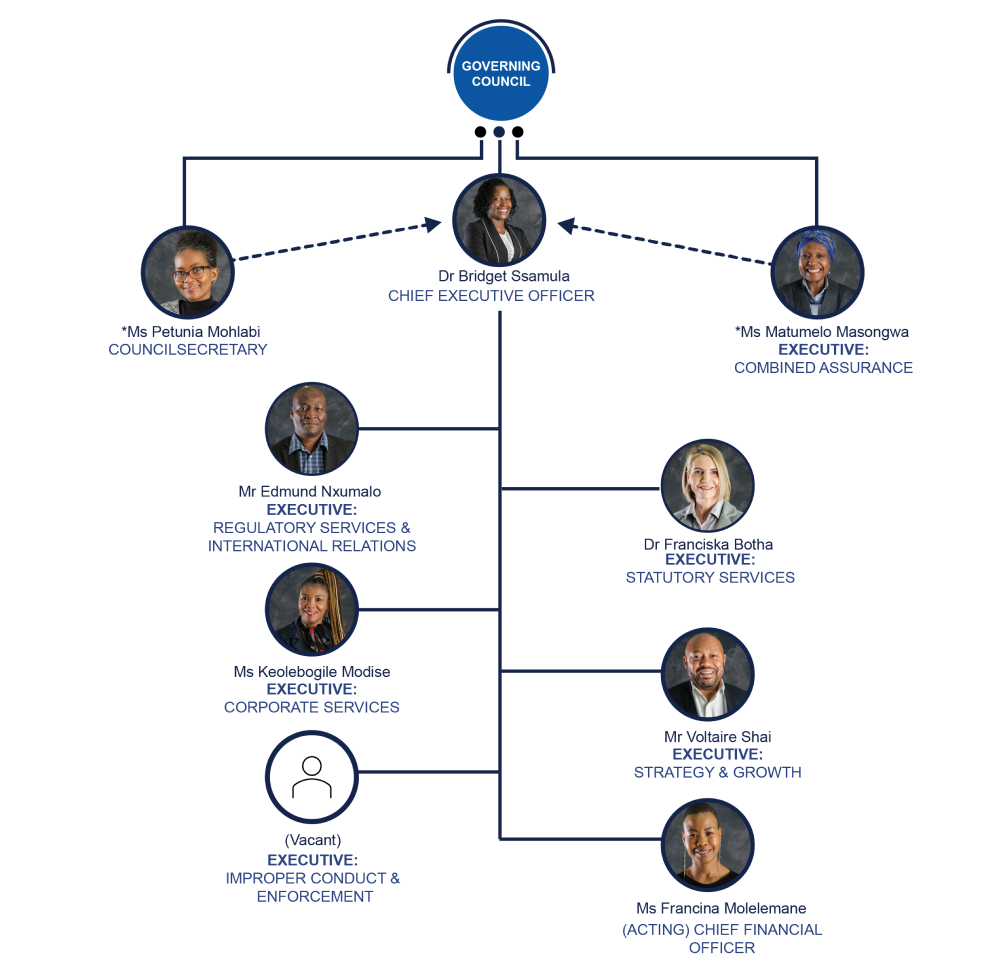 GOVERNING
COUNCIL
Dr Bridget Ssamula
CHIEF EXECUTIVE OFFICER
*Ms Petunia Mohlabi
COUNCILSECRETARY
*Ms Matumelo Masongwa
EXECUTIVE:
COMBINED ASSURANCE
Mr Edmund Nxumalo
EXECUTIVE:
REGULATORY SERVICES &
INTERNATIONAL RELATIONS
Dr Franciska Botha
EXECUTIVE:
STATUTORY SERVICES
Ms Keolebogile Modise
EXECUTIVE:
CORPORATE SERVICES
Mr Voltaire Shai
EXECUTIVE:
STRATEGY & GROWTH
(Vacant)
EXECUTIVE:
IMPROPER CONDUCT &
ENFORCEMENT
Ms Francina Molelemane
(ACTING) CHIEF FINANCIAL
OFFICER